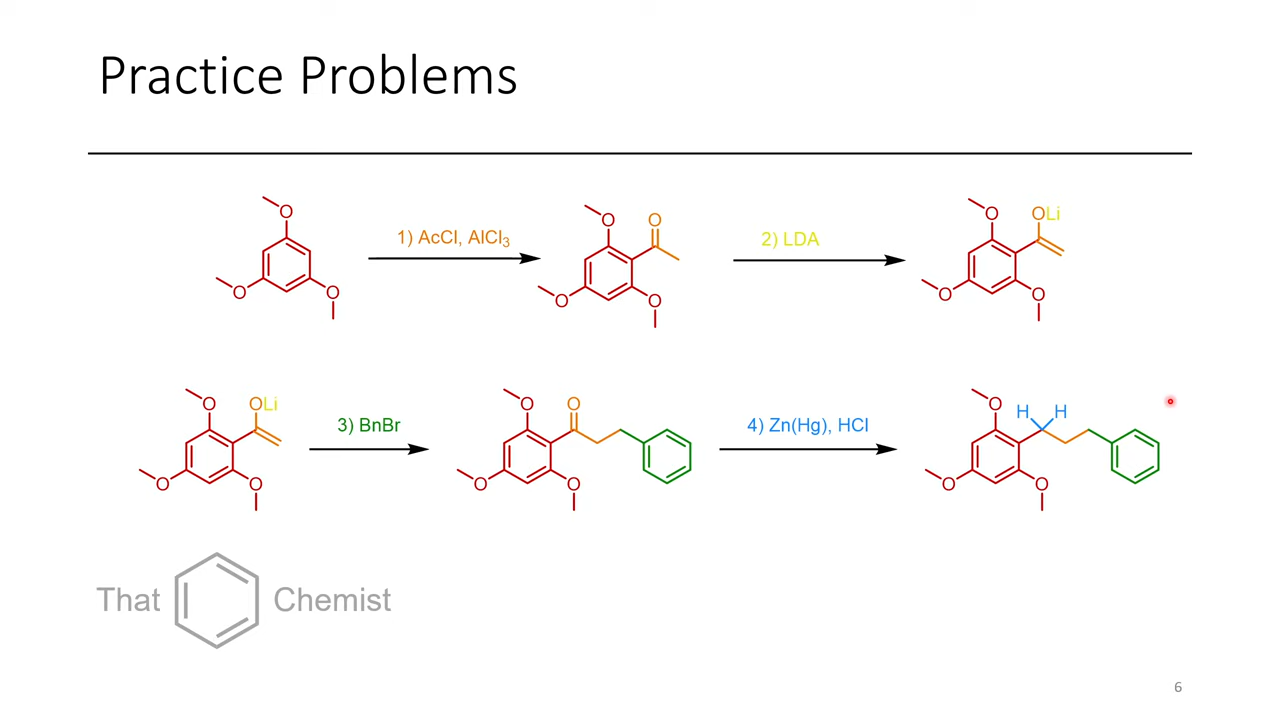 Practice Problems
O
O
O
1) AcCl, AlCl3
O
O
O
O
2) LDA
O
OLi
O
O
O
OLi
O
O
3) BnBr
O
O
O
O
4) Zn(Hg), HCl
O
H
H
O
O
That
Chemist
6